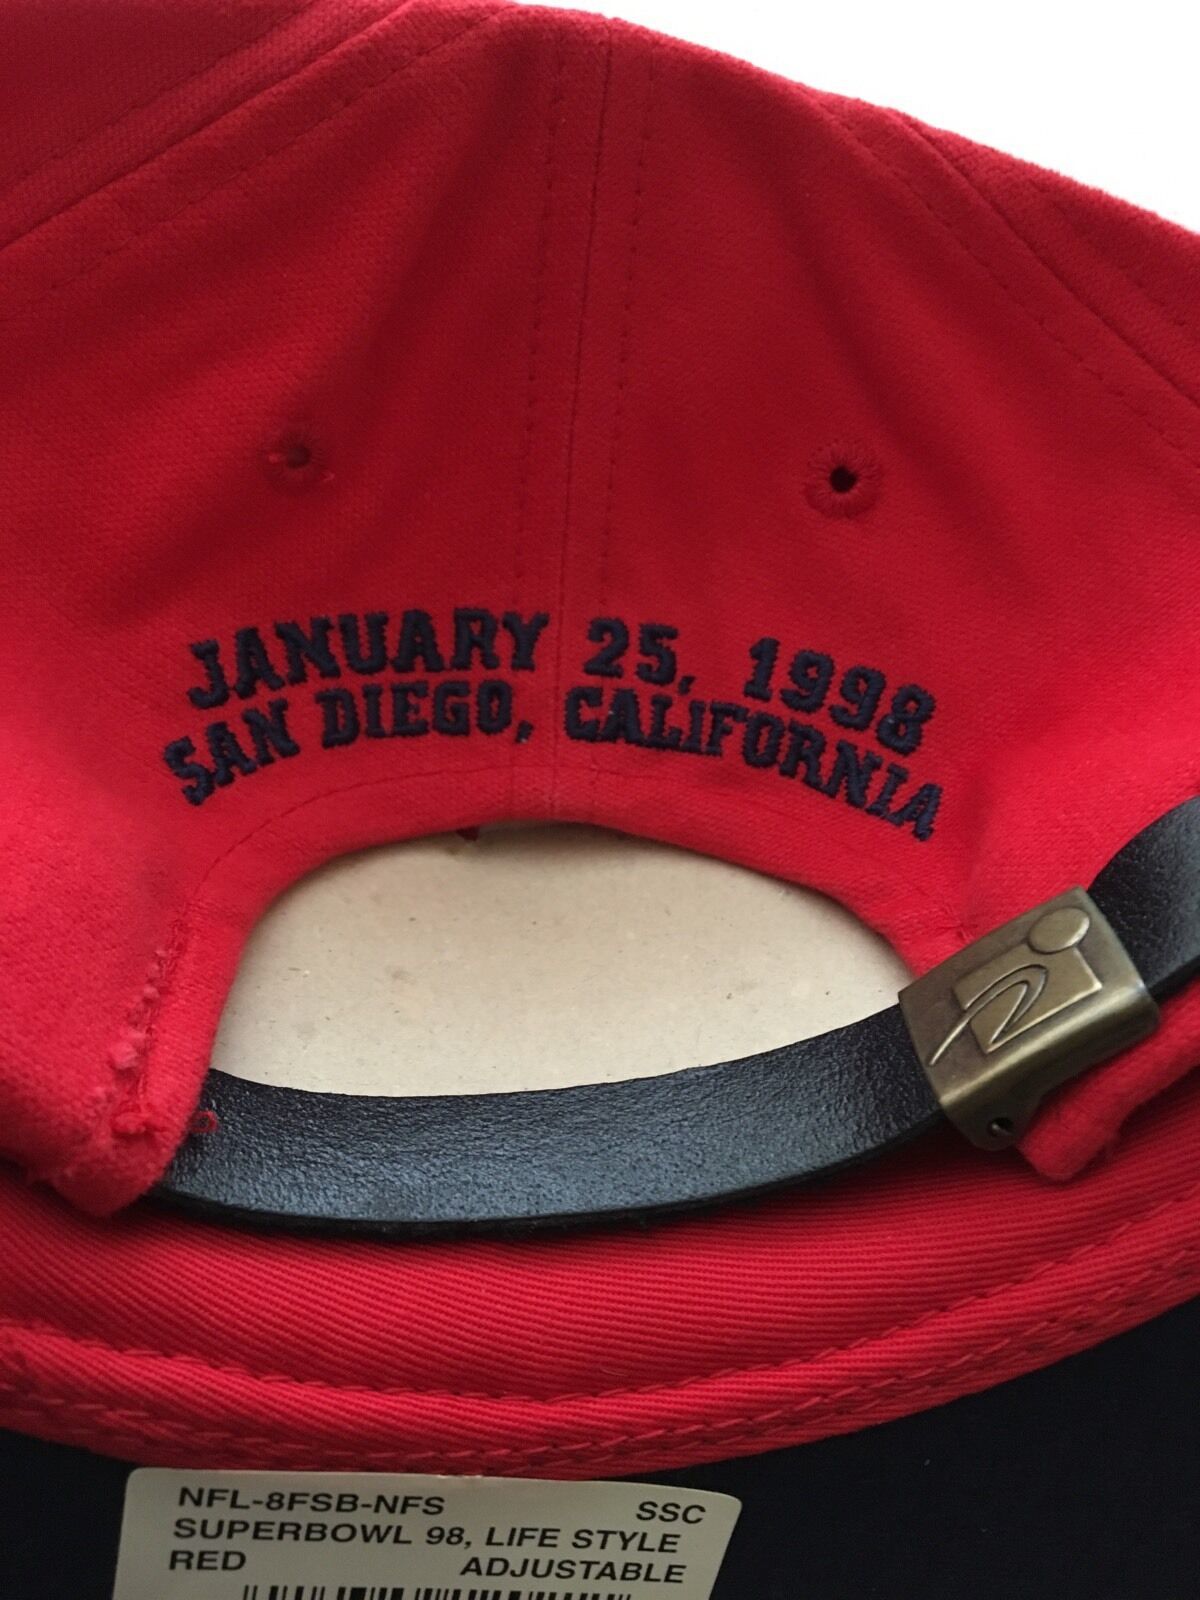 JANUARY 25, 1998
SAN DIEGO, CALIFORNIA
NFL-8FSB-NFS SSC
SUPERBOWL 98, LIFE STYLE
RED ADJUSTABLE